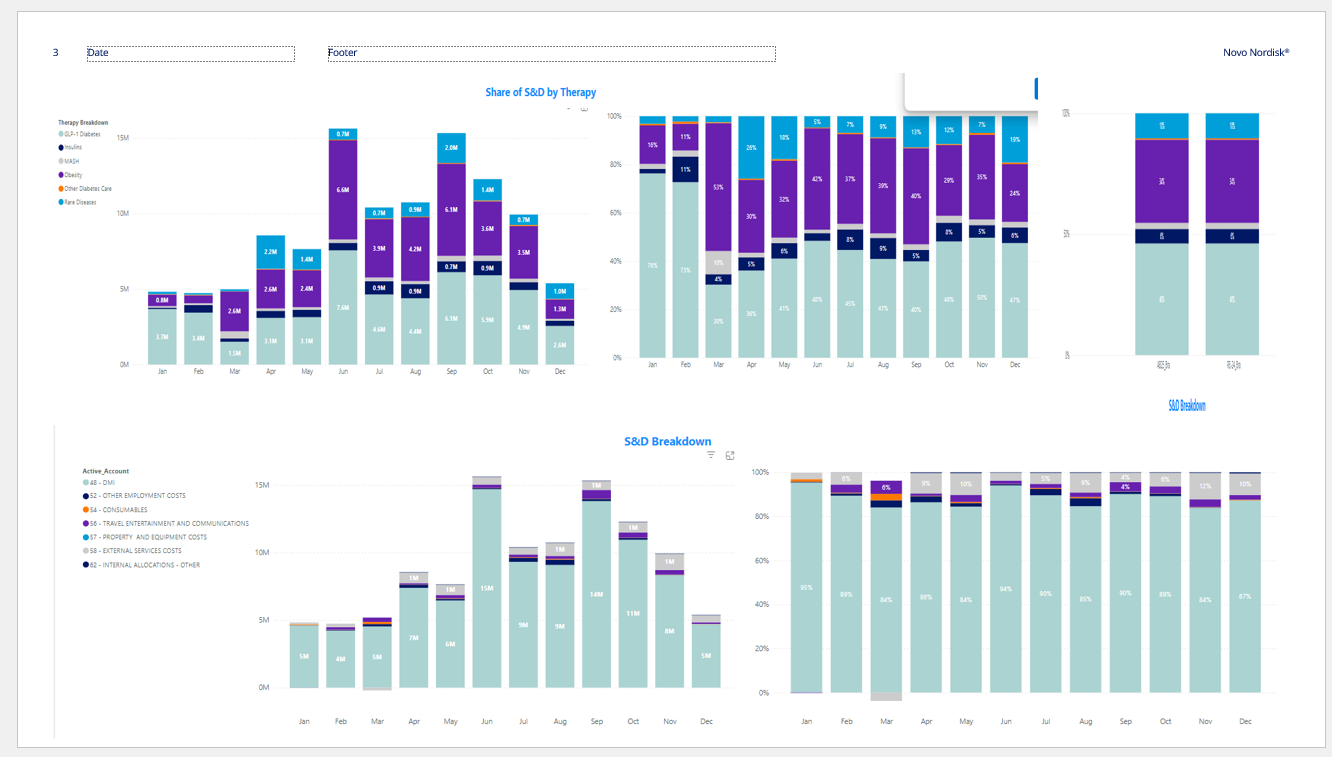 3
Date
Footer
Novo Nordisk®
Share of S&D by Therapy
Therapy Breakdown
GLP-1 Diabetes
Insulins
MASH
Obesity
Other Diabetes Care
Rare Diseases
15M
10M
5M
0M
0.8M
3.7M
3.4M
2.6M
1.5M
2.2M
2.6M
3.1M
1.4M
2.4M
3.1M
0.7M
6.6M
7.6M
0.7M
3.9M
0.9M
4.6M
0.9M
4.2M
0.9M
4.4M
2.0M
6.1M
0.7M
6.1M
1.4M
3.6M
0.9M
5.9M
0.7M
3.5M
4.9M
1.0M
1.3M
2.6M
Jan Feb Mar Apr May Jun Jul Aug Sep Oct Nov Dec
100%
80%
60%
40%
20%
0%
16%
76%
11%
11%
73%
53%
10%
4%
30%
26%
30%
5%
36%
18%
32%
6%
41%
5%
42%
48%
7%
37%
8%
45%
9%
39%
9%
41%
13%
40%
5%
40%
12%
29%
8%
48%
7%
35%
5%
50%
19%
24%
6%
47%
Jan Feb Mar Apr May Jun Jul Aug Sep Oct Nov Dec
S&D Breakdown
S&D Breakdown
Active_Account
48 - DMI
52 - OTHER EMPLOYMENT COSTS
54 - CONSUMABLES
56 - TRAVEL ENTERTAINMENT AND COMMUNICATIONS
57 - PROPERTY AND EQUIPMENT COSTS
58 - EXTERNAL SERVICES COSTS
62 - INTERNAL ALLOCATIONS - OTHER
15M
10M
5M
0M
5M
4M
5M
1M
7M
1M
6M
15M
9M
1M
9M
1M
14M
1M
11M
1M
8M
5M
Jan Feb Mar Apr May Jun Jul Aug Sep Oct Nov Dec
100%
80%
60%
40%
20%
0%
95%
6%
89%
6%
84%
9%
86%
10%
84%
94%
5%
90%
9%
85%
4%
4%
90%
6%
89%
12%
84%
10%
87%
Jan Feb Mar Apr May Jun Jul Aug Sep Oct Nov Dec